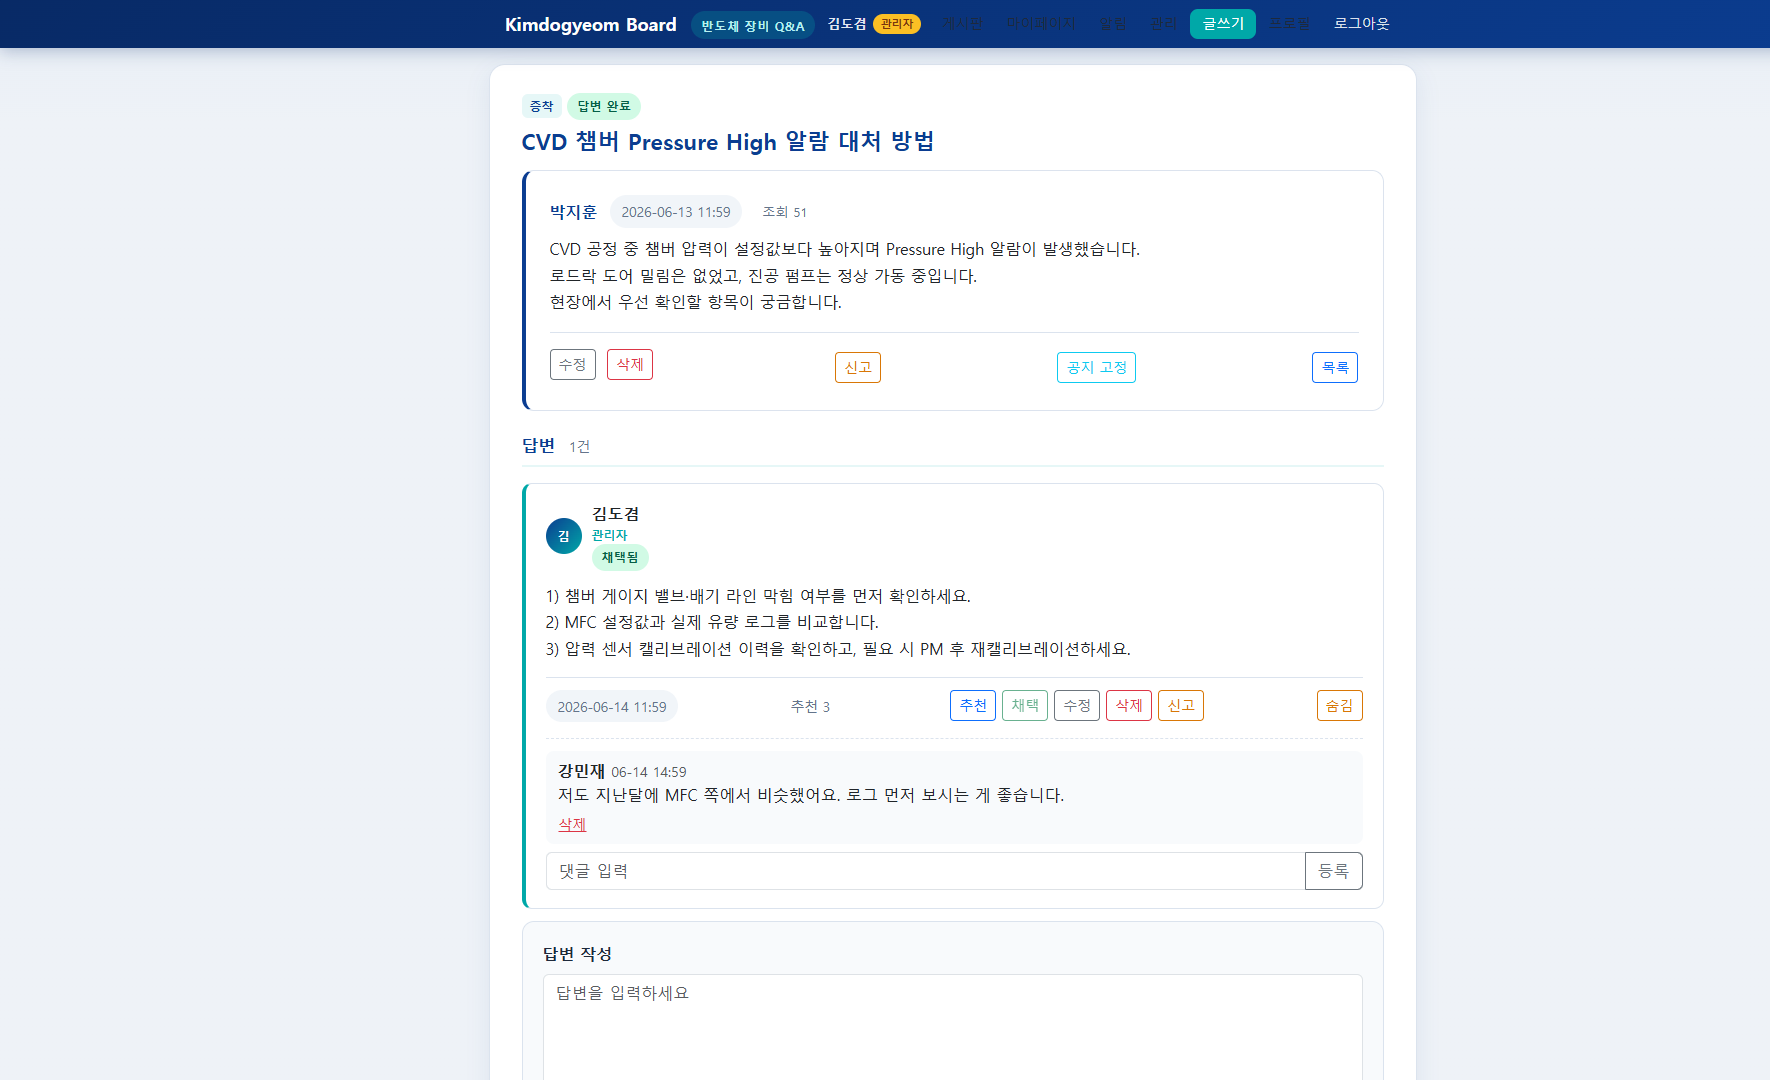 Kimdogyeom Board 반도체 장비 Q&A 김도겸 관리자 게시판 마이페이지 알림 관리 글쓰기 프로필 로그아웃
증착 답변 완료
CVD 챔버 Pressure High 알람 대처 방법
박지훈 2026-06-13 11:59 조회 51
CVD 공정 중 챔버 압력이 설정값보다 높아지며 Pressure High 알람이 발생했습니다.
로드락 도어 밀림은 없었고, 진공 펌프는 정상 가동 중입니다.
현장에서 우선 확인할 항목이 궁금합니다.
수정 삭제 신고 공지 고정 목록
답변 1건
김 김도겸
관리자
채택됨
1) 챔버 게이지 밸브·배기 라인 막힘 여부를 먼저 확인하세요.
2) MFC 설정값과 실제 유량 로그를 비교합니다.
3) 압력 센서 캘리브레이션 이력을 확인하고, 필요 시 PM 후 재캘리브레이션하세요.
2026-06-14 11:59 추천 3 추천 채택 수정 삭제 신고 숨김
강민재 06-14 14:59
저도 지난달에 MFC 쪽에서 비슷했어요. 로그 먼저 보시는 게 좋습니다.
삭제
댓글 입력 등록
답변 작성
답변을 입력하세요